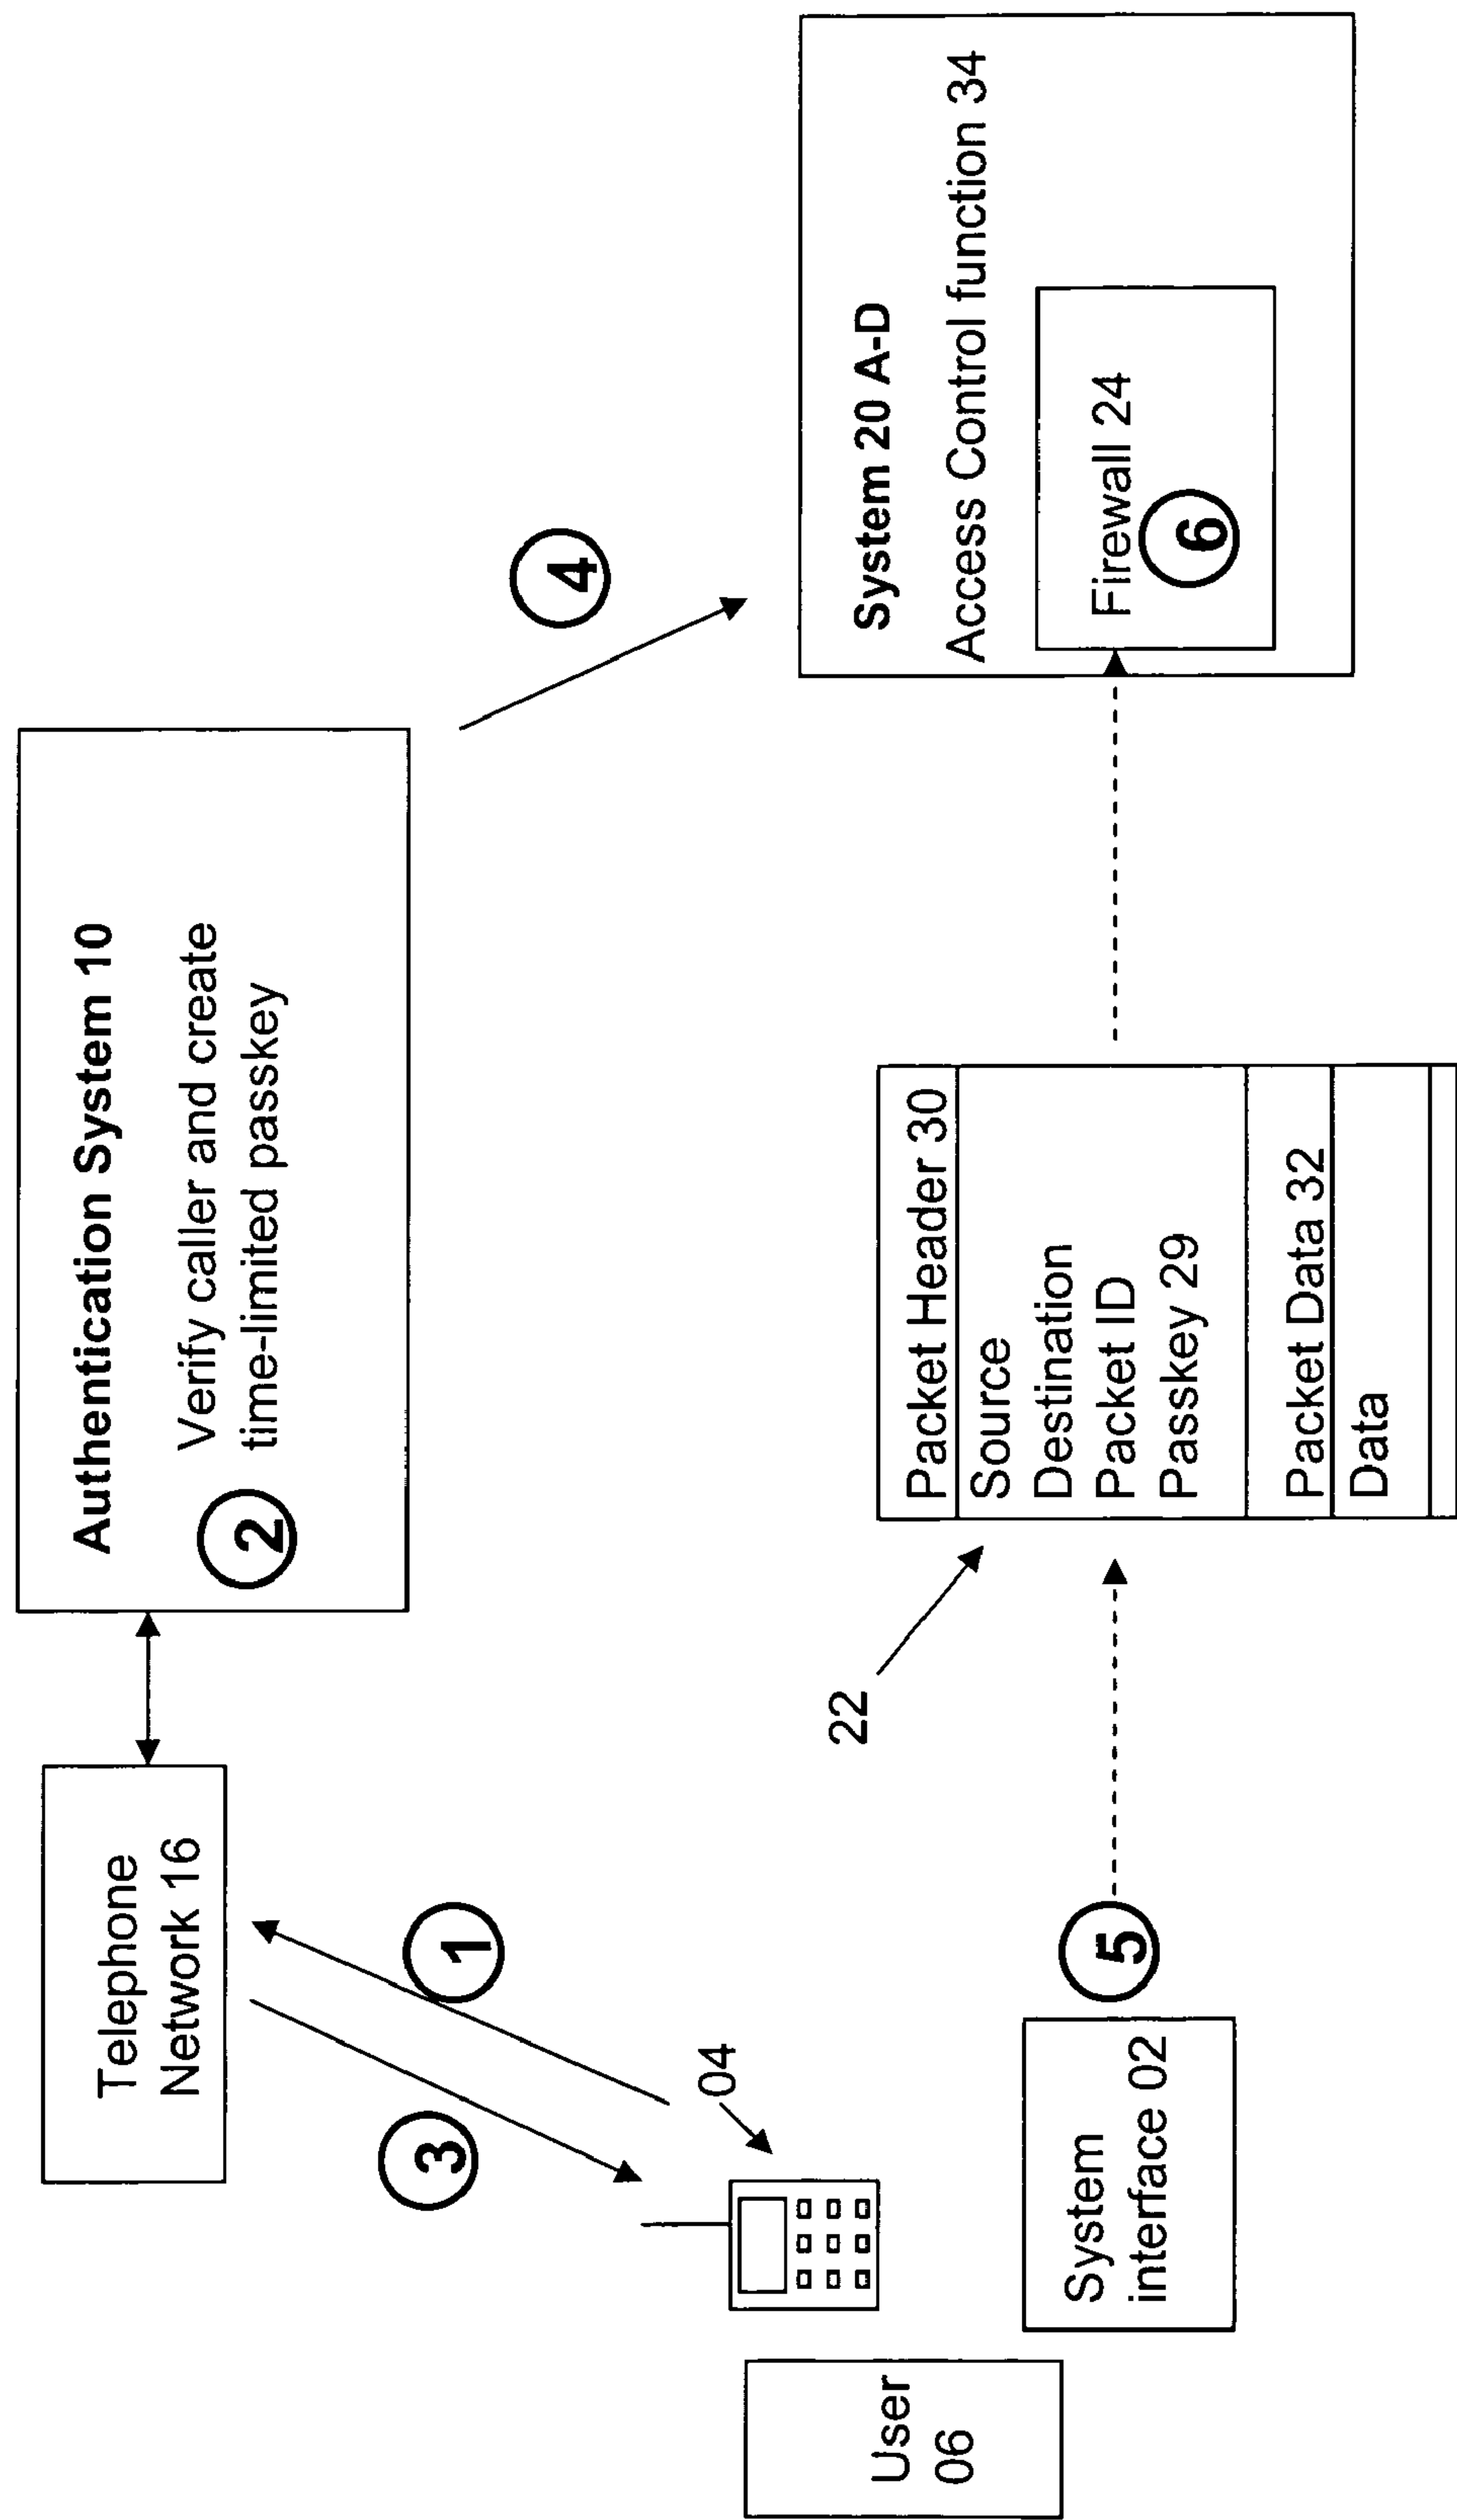 Telephone
Network 16
Authentication System 10
2
Verify caller and create
time-limited passkey
3
1
4
04
22
User
06
System
interface 02
5
Packet Header 30
Source
Destination
Packet ID
Passkey 29
Packet Data 32
Data
System 20 A-D
Access Control function 34
Firewall 24
6